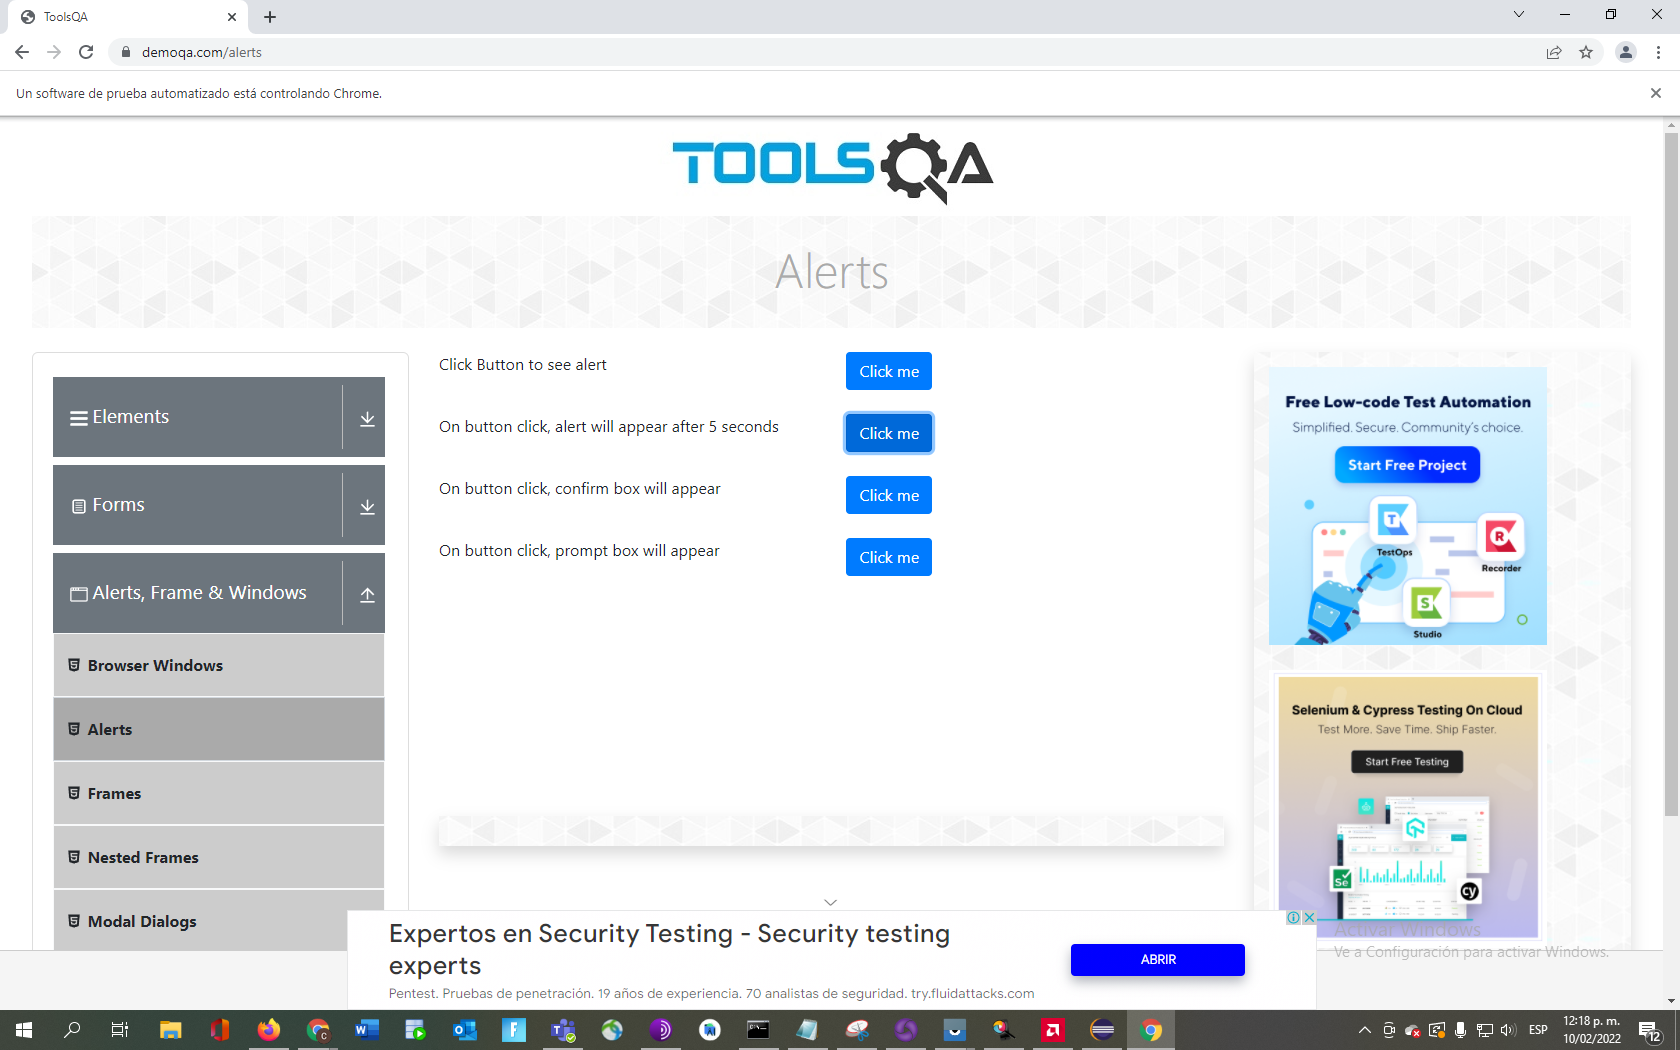 ToolsQA
demoqa.com/alerts
Un software de prueba automatizado está controlando Chrome.
TOOLSQA
Alerts
Elements
Forms
Alerts, Frame & Windows
Browser Windows
Alerts
Frames
Nested Frames
Modal Dialogs
Click Button to see alert
Click me
On button click, alert will appear after 5 seconds
Click me
On button click, confirm box will appear
Click me
On button click, prompt box will appear
Click me
Free Low-code Test Automation
Simplified. Secure. Community's choice.
Start Free Project
TestOps
Recorder
Studio
Selenium & Cypress Testing On Cloud
Test More. Save Time. Ship Faster.
Start Free Testing
Se
cy
Expertos en Security Testing - Security testing
experts
Pentest. Pruebas de penetración. 19 años de experiencia. 70 analistas de seguridad. try.fluidattacks.com
ABRIR
Activar Windows
Ve a Configuración para activar Windows.
ESP
12:18 p. m.
10/02/2022
12